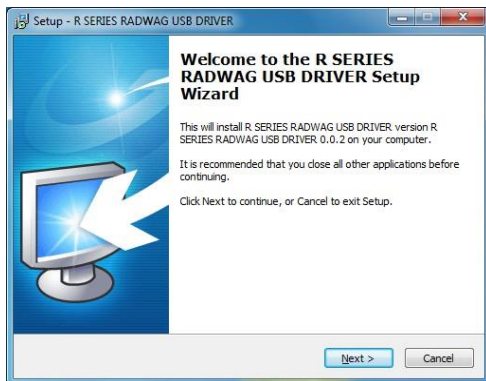 Setup - R SERIES RADWAG USB DRIVER
Welcome to the R SERIES
RADWAG USB DRIVER Setup
Wizard
This will install R SERIES RADWAG USB DRIVER version R
SERIES RADWAG USB DRIVER 0.0.2 on your computer.
It is recommended that you close all other applications before
continuing.
Click Next to continue, or Cancel to exit Setup.
Next >
Cancel